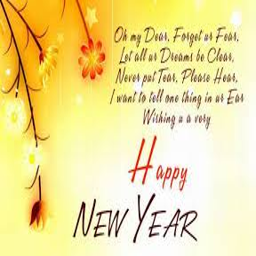 Oh my Dear, Forget ur Fear,
Let all ur Dreams be Clear,
Never put Tear, Please Hear,
I want to tell one thing in ur Ear
Wishing u a very
Happy
NEW YEAR